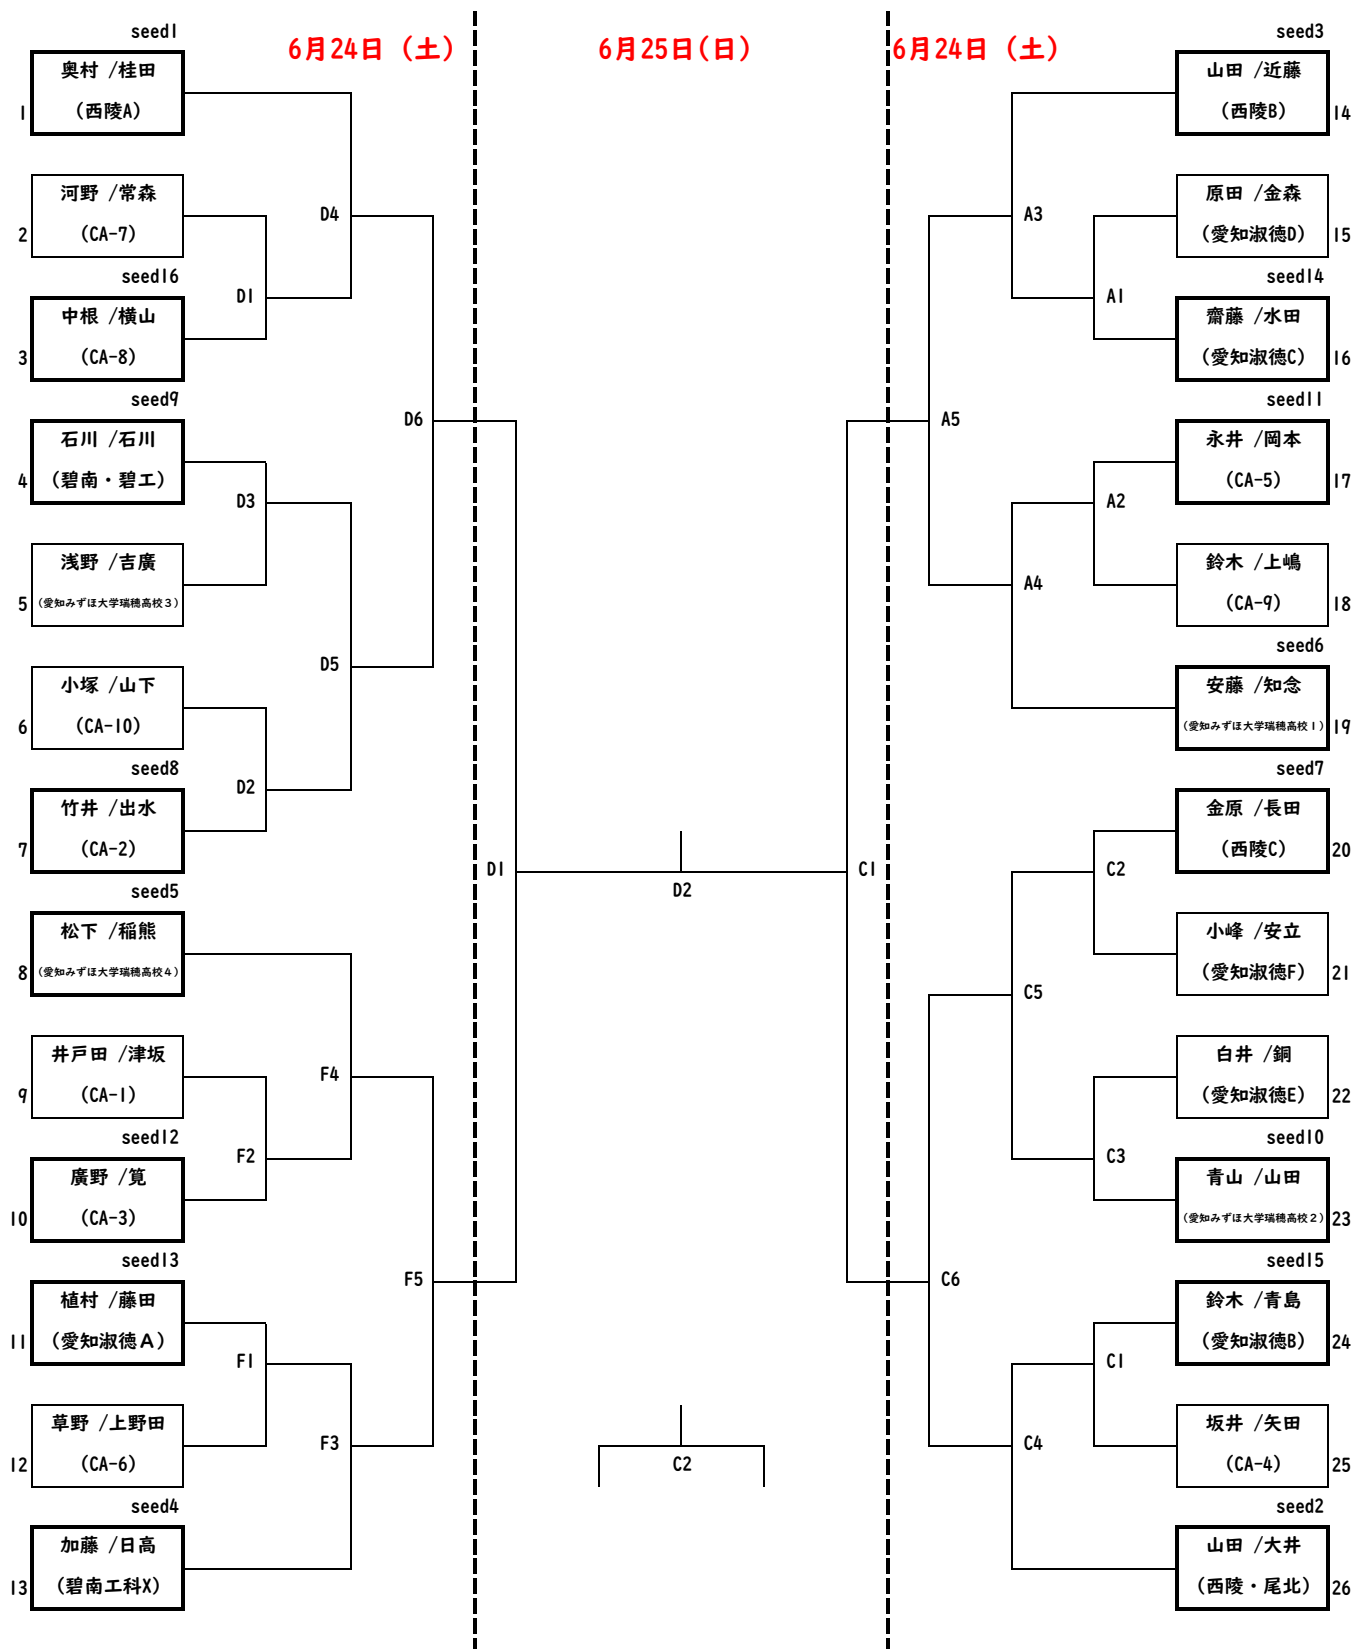 6月24日（土）
6月25日(日)
6月24日（土）
seed1
奥村 /桂田
1
(西陵A)
2
河野 /常森
(CA-7)
seed16
中根 /横山
3
(CA-8)
seed9
石川 /石川
4
(碧南・碧工)
浅野 /吉廣
5
(愛知みずほ大学瑞穂高校3)
小塚 /山下
6
(CA-10)
seed8
竹井 /出水
7
(CA-2)
seed5
松下 /稲熊
8
(愛知みずほ大学瑞穂高校4)
井戸田 /津坂
9
(CA-1)
seed12
廣野 /筧
10
(CA-3)
seed13
植村 /藤田
11
(愛知淑徳A)
草野 /上野田
12
(CA-6)
seed4
加藤 /日高
13
(碧南工科X)
D4
D1
D6
D3
D5
D2
F4
F2
F5
F1
F3
D1
D2
C1
C2
A3
A1
A5
A2
A4
C2
C5
C3
C6
C1
C4
seed3
山田 /近藤
(西陵B)
14
原田 /金森
(愛知淑徳D)
15
seed14
齋藤 /水田
(愛知淑徳C)
16
seed11
永井 /岡本
(CA-5)
17
鈴木 /上嶋
(CA-9)
18
seed6
安藤 /知念
(愛知みずほ大学瑞穂高校1)
19
seed7
金原 /長田
(西陵C)
20
小峰 /安立
(愛知淑徳F)
21
白井 /銅
(愛知淑徳E)
22
seed10
青山 /山田
(愛知みずほ大学瑞穂高校2)
23
seed15
鈴木 /青島
(愛知淑徳B)
24
坂井 /矢田
(CA-4)
25
seed2
山田 /大井
(西陵・尾北)
26